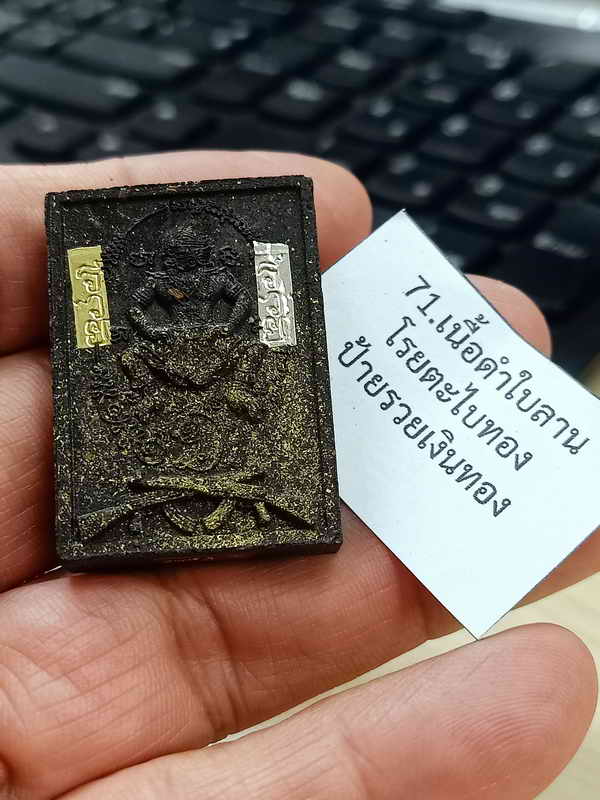 71.เนื้อดำใบลาน
โรยตะไบทอง
ป้ายรวยเงินทอง